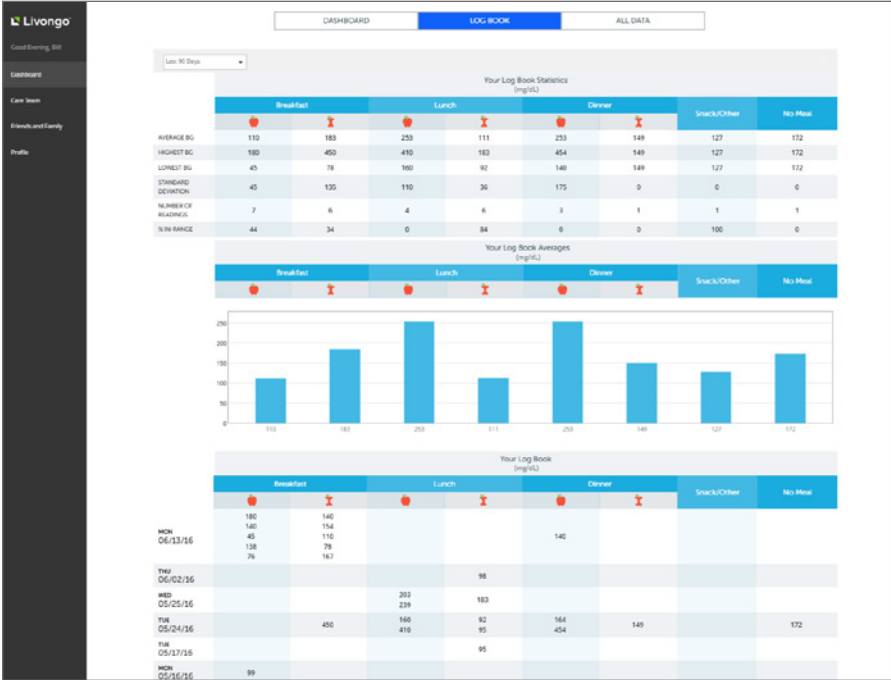 Livongo
DASHBOARD LOG BOOK ALL DATA
Good Evening, Bill
Dashboard
Care Team
Friends and Family
Profile
Last 90 Days
Your Log Book Statistics
(mg/dL)
Breakfast Lunch Dinner Snack/Other No Meal
AVERAGE BG 110 183 253 111 253 149 127 172
HIGHEST BG 180 450 410 183 454 149 127 172
LOWEST BG 45 78 160 92 140 149 127 172
STANDARD
DEVIATION 45 135 110 36 175 0 0 0
NUMBER OF
READINGS 7 6 4 6 3 1 1 1
% IN-RANGE 44 34 0 84 0 0 100 0
Your Log Book Averages
(mg/dL)
Breakfast Lunch Dinner Snack/Other No Meal
250
200
150
100
50
0
110 183 253 111 253 149 127 172
Your Log Book
(mg/dL)
Breakfast Lunch Dinner Snack/Other No Meal
180 140
140 154
MON 45 110 140
06/13/16 138 78
76 167
THU
06/02/16 98
WED 203
05/25/16 239 183
TUE 450 160 92 164 149 172
05/24/16 410 95 454
TUE
05/17/16 95
MON
05/16/16 99